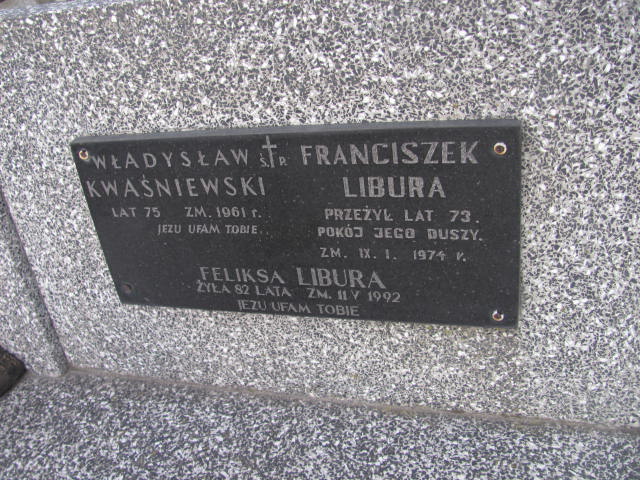 Ś P.
WŁADYSŁAW
KWAŚNIEWSKI
LAT 75 ZM. 1961 r.
JEZU UFAM TOBIE
FRANCISZEK
LIBURA
PRZEŻYŁ LAT 73.
POKÓJ JEGO DUSZY.
ZM. IX. I. 1974 r.
FELIKSA LIBURA
ŻYŁA 82 LATA ZM. 11 V 1992
JEZU UFAM TOBIE